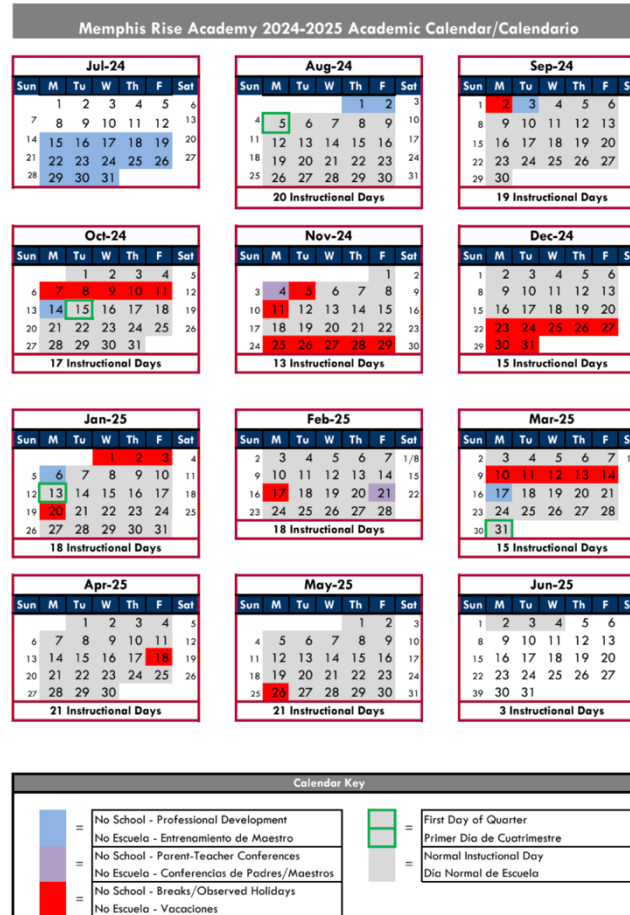 Memphis Rise Academy 2024-2025 Academic Calendar/Calendario
Jul-24
Sun M Tu W Th F Sat
1 2 3 4 5 6
7 8 9 10 11 12 13
14 15 16 17 18 19 20
21 22 23 24 25 26 27
28 29 30 31
Aug-24
Sun M Tu W Th F Sat
1 2 3
4 5 6 7 8 9 10
11 12 13 14 15 16 17
18 19 20 21 22 23 24
25 26 27 28 29 30 31
20 Instructional Days
Sep-24
Sun M Tu W Th F
1 2 3 4 5 6
8 9 10 11 12 13
15 16 17 18 19 20
22 23 24 25 26 27
29 30
19 Instructional Days
Oct-24
Sun M Tu W Th F Sat
1 2 3 4 5
6 7 8 9 10 11 12
13 14 15 16 17 18 19
20 21 22 23 24 25 26
27 28 29 30 31
17 Instructional Days
Nov-24
Sun M Tu W Th F Sat
1 2
3 4 5 6 7 8 9
10 11 12 13 14 15 16
17 18 19 20 21 22 23
24 25 26 27 28 29 30
13 Instructional Days
Dec-24
Sun M Tu W Th F
1 2 3 4 5 6
8 9 10 11 12 13
15 16 17 18 19 20
22 23 24 25 26 27
29 30 31
15 Instructional Days
Jan-25
Sun M Tu W Th F Sat
1 2 3 4
5 6 7 8 9 10 11
12 13 14 15 16 17 18
19 20 21 22 23 24 25
26 27 28 29 30 31
18 Instructional Days
Feb-25
Sun M Tu W Th F Sat
2 3 4 5 6 7 1/8
9 10 11 12 13 14 15
16 17 18 19 20 21 22
23 24 25 26 27 28
18 Instructional Days
Mar-25
Sun M Tu W Th F
2 3 4 5 6 7
9 10 11 12 13 14
16 17 18 19 20 21
23 24 25 26 27 28
30 31
15 Instructional Days
Apr-25
Sun M Tu W Th F Sat
1 2 3 4 5
6 7 8 9 10 11 12
13 14 15 16 17 18 19
20 21 22 23 24 25 26
27 28 29 30
21 Instructional Days
May-25
Sun M Tu W Th F Sat
1 2 3
4 5 6 7 8 9 10
11 12 13 14 15 16 17
18 19 20 21 22 23 24
25 26 27 28 29 30 31
21 Instructional Days
Jun-25
Sun M Tu W Th F
1 2 3 4 5 6
8 9 10 11 12 13
15 16 17 18 19 20
22 23 24 25 26 27
39 30 31
3 Instructional Days
Calendar Key
= No School - Professional Development
No Escuela - Entrenamiento de Maestro
= No School - Parent-Teacher Conferences
No Escuela - Conferencias de Padres/Maestros
= No School - Breaks/Observed Holidays
No Escuela - Vacaciones
= First Day of Quarter
Primer Día de Cuatrimestre
= Normal Instuctional Day
Día Normal de Escuela